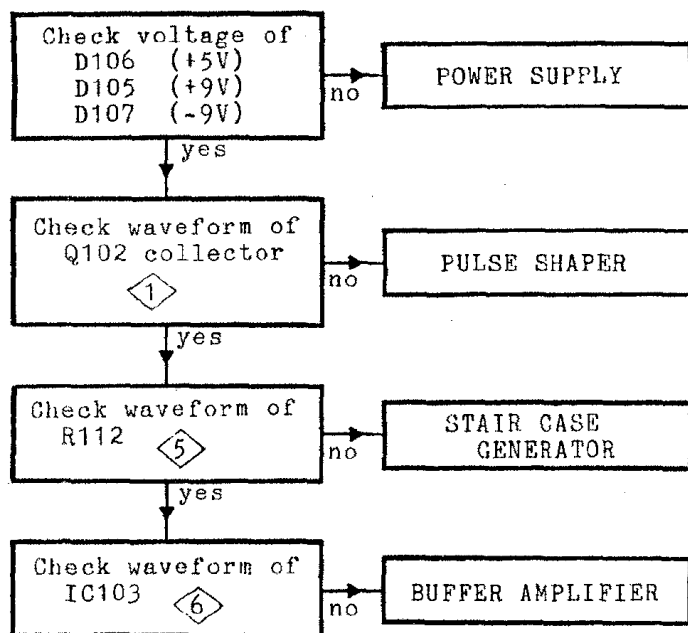 Check voltage of
D106 (+5V)
D105 (+9V)
D107 (-9V)
no
POWER SUPPLY
yes
Check waveform of
Q102 collector
1
no
PULSE SHAPER
yes
Check waveform of
R112 5
no
STAIR CASE
GENERATOR
yes
Check waveform of
IC103 6
no
BUFFER AMPLIFIER